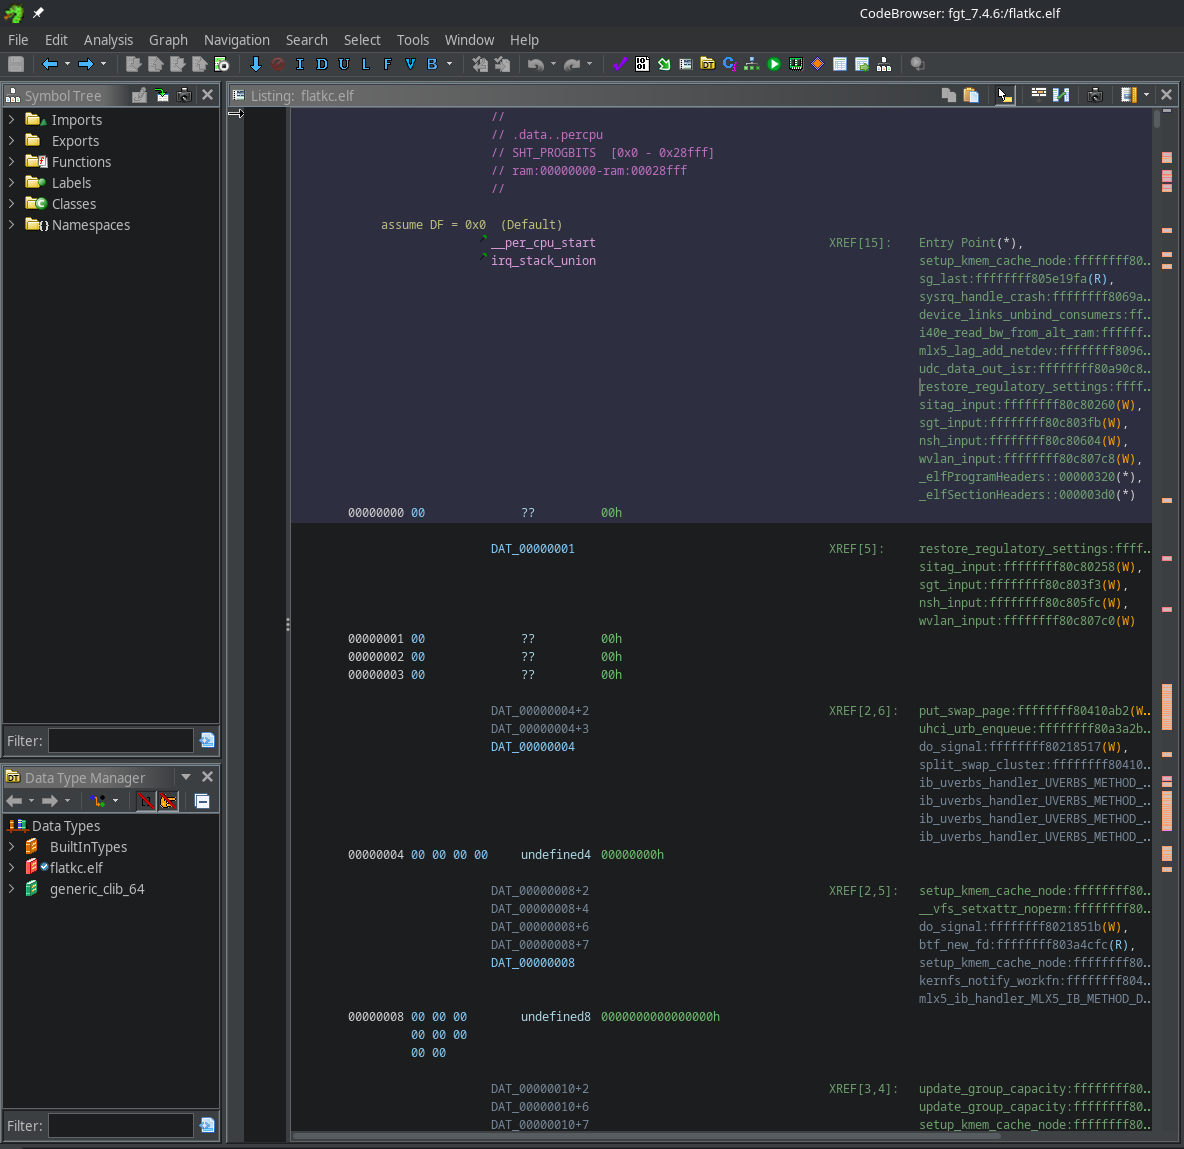 CodeBrowser: fgt_7.4.6:/flatkc.elf
File Edit Analysis Graph Navigation Search Select Tools Window Help
I D U L F V B
Symbol Tree
Imports
Exports
Functions
Labels
Classes
Namespaces
Filter:
Data Type Manager
Data Types
BuiltInTypes
flatkc.elf
generic_clib_64
Filter:
Listing: flatkc.elf
//
// .data..percpu
// SHT_PROGBITS [0x0 - 0x28fff]
// ram:00000000-ram:00028fff
//
assume DF = 0x0 (Default)
__per_cpu_start XREF[15]: Entry Point(*),
irq_stack_union setup_kmem_cache_node:ffffffff80..
sg_last:ffffffff805e19fa(R),
sysrq_handle_crash:ffffffff8069a..
device_links_unbind_consumers:ff..
i40e_read_bw_from_alt_ram:ffffff..
mlx5_lag_add_netdev:ffffffff8096..
udc_data_out_isr:ffffffff80a90c8..
restore_regulatory_settings:ffff..
sitag_input:ffffffff80c80260(W),
sgt_input:ffffffff80c803fb(W),
nsh_input:ffffffff80c80604(W),
wvlan_input:ffffffff80c807c8(W),
_elfProgramHeaders::00000320(*),
_elfSectionHeaders::000003d0(*)
00000000 00 ?? 00h
DAT_00000001 XREF[5]: restore_regulatory_settings:ffff..
sitag_input:ffffffff80c80258(W),
sgt_input:ffffffff80c803f3(W),
nsh_input:ffffffff80c805fc(W),
wvlan_input:ffffffff80c807c0(W)
00000001 00 ?? 00h
00000002 00 ?? 00h
00000003 00 ?? 00h
DAT_00000004+2 XREF[2,6]: put_swap_page:ffffffff80410ab2(W..
DAT_00000004+3 uhci_urb_enqueue:ffffffff80a3a2b..
DAT_00000004 do_signal:ffffffff80218517(W),
split_swap_cluster:ffffffff80410..
ib_uverbs_handler_UVERBS_METHOD_..
ib_uverbs_handler_UVERBS_METHOD_..
ib_uverbs_handler_UVERBS_METHOD_..
ib_uverbs_handler_UVERBS_METHOD_..
00000004 00 00 00 00 undefined4 00000000h
DAT_00000008+2 XREF[2,5]: setup_kmem_cache_node:ffffffff80..
DAT_00000008+4 __vfs_setxattr_noperm:ffffffff80..
DAT_00000008+6 do_signal:ffffffff8021851b(W),
DAT_00000008+7 btf_new_fd:ffffffff803a4cfc(R),
DAT_00000008 setup_kmem_cache_node:ffffffff80..
kernfs_notify_workfn:ffffffff804..
mlx5_ib_handler_MLX5_IB_METHOD_D..
00000008 00 00 00 undefined8 0000000000000000h
00 00 00
00 00
DAT_00000010+2 XREF[3,4]: update_group_capacity:ffffffff80..
DAT_00000010+6 update_group_capacity:ffffffff80..
DAT_00000010+7 setup_kmem_cache_node:ffffffff80..